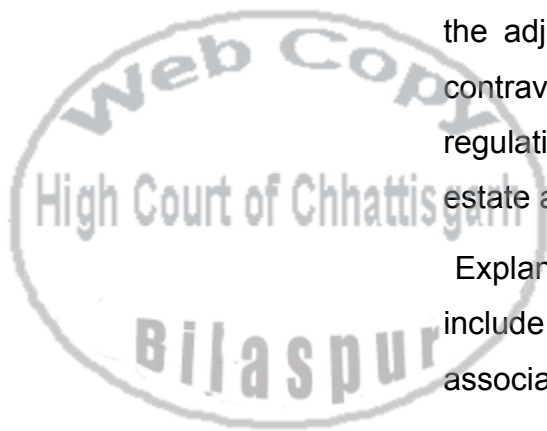 the adj
Web Copy
contrav
regulati
High Court of Chhattisgarh
estate a
Explan
Bilaspur
include
associa